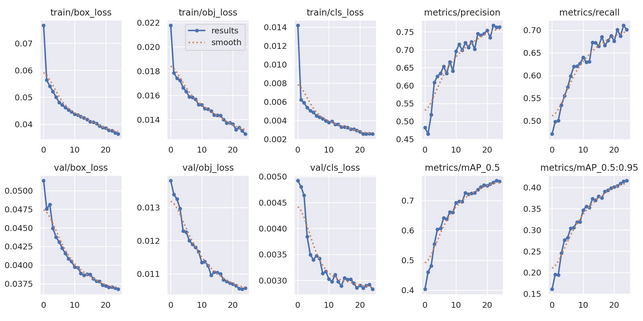 train/box_loss
0.07
0.06
0.05
0.04
0 10 20
train/obj_loss
results
smooth
0.022
0.020
0.018
0.016
0.014
0 10 20
train/cls_loss
0.014
0.012
0.010
0.008
0.006
0.004
0.002
0 10 20
metrics/precision
0.75
0.70
0.65
0.60
0.55
0.50
0.45
0 10 20
metrics/recall
0.70
0.65
0.60
0.55
0.50
0 10 20
val/box_loss
0.0500
0.0475
0.0450
0.0425
0.0400
0.0375
0 10 20
val/obj_loss
0.013
0.012
0.011
0 10 20
val/cls_loss
0.0050
0.0045
0.0040
0.0035
0.0030
0 10 20
metrics/mAP_0.5
0.7
0.6
0.5
0.4
0 10 20
metrics/mAP_0.5:0.95
0.40
0.35
0.30
0.25
0.20
0.15
0 10 20